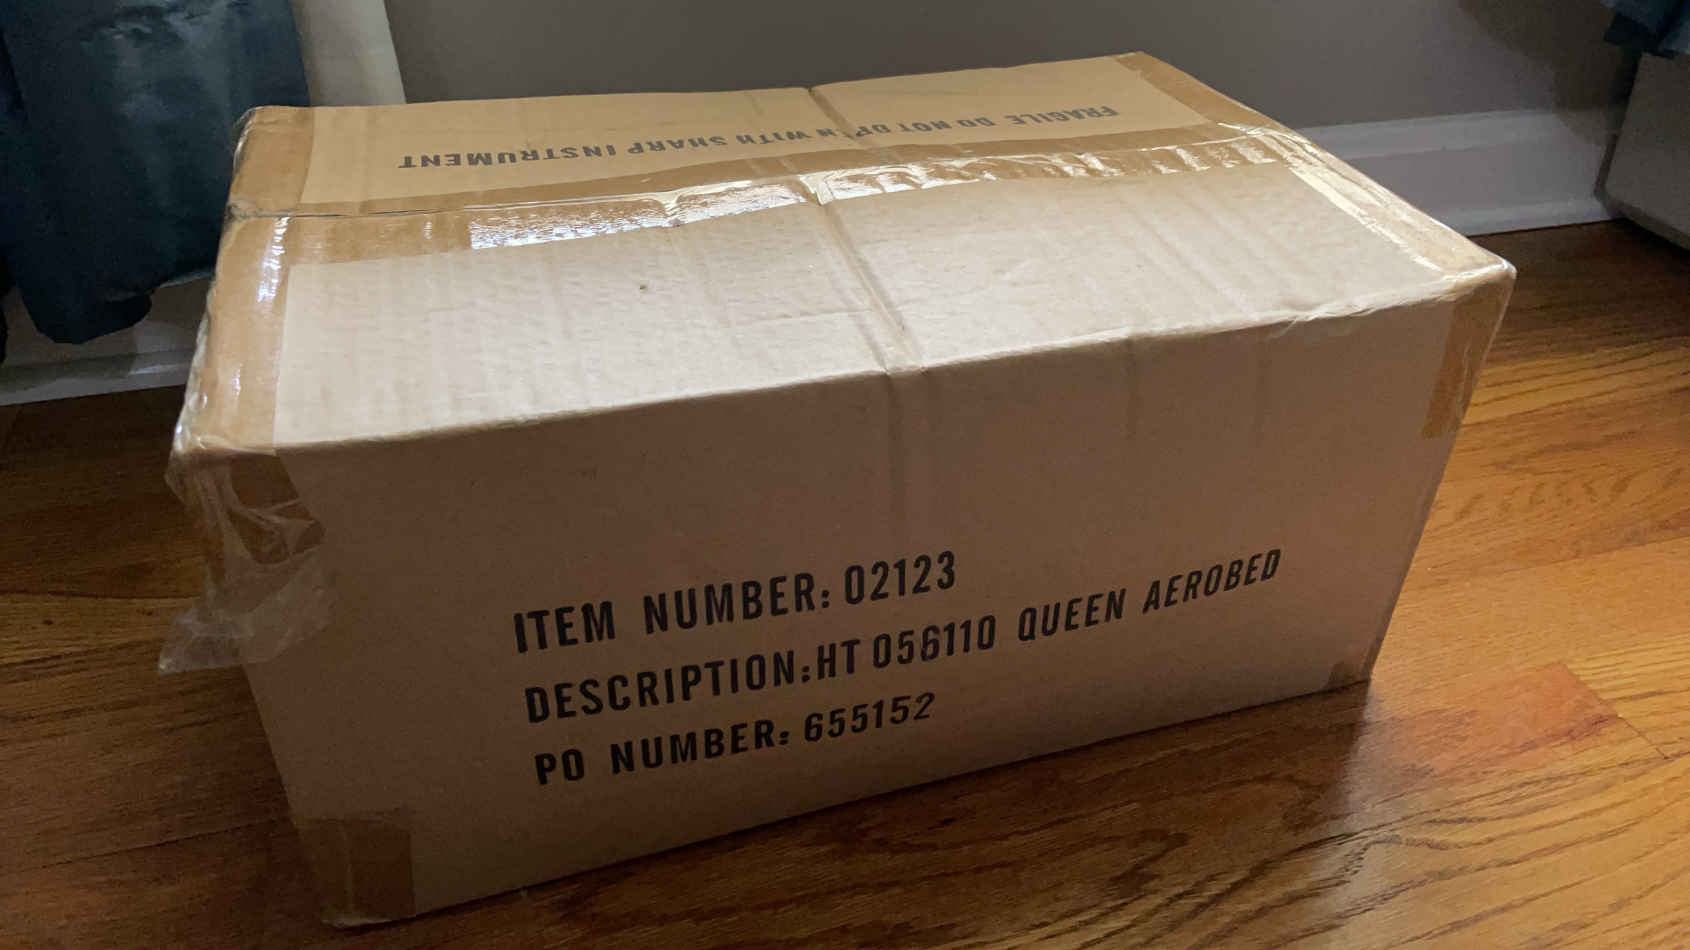 FRAGILE DO NOT OPEN WITH SHARP INSTRUMENT
ITEM NUMBER: 02123
DESCRIPTION:HT 056110 QUEEN AEROBED
PO NUMBER: 655152